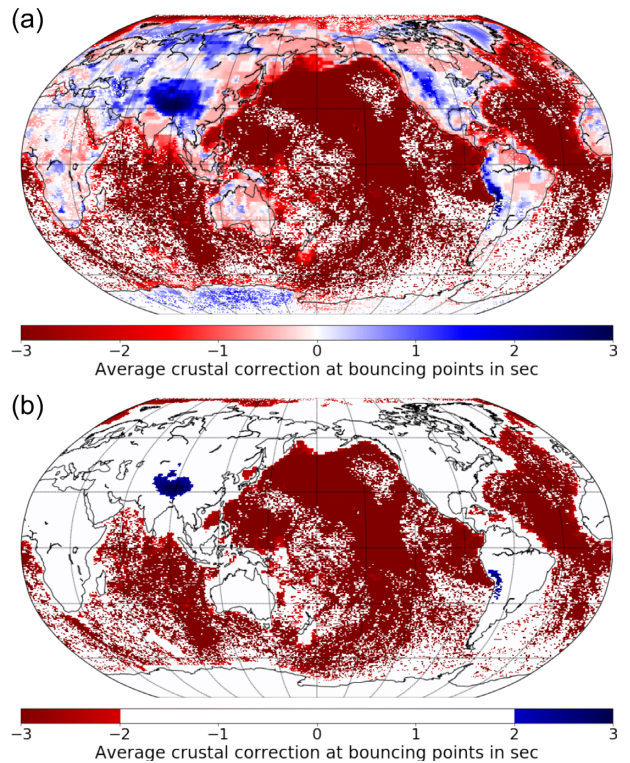 (a)
−3 −2 −1 0 1 2 3
Average crustal correction at bouncing points in sec
(b)
−3 −2 −1 0 1 2 3
Average crustal correction at bouncing points in sec